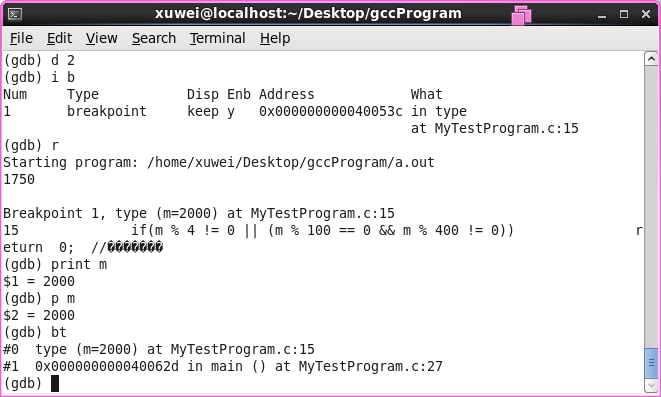 xuwei@localhost:~/Desktop/gccProgram
File Edit View Search Terminal Help
(gdb) d 2
(gdb) i b
Num     Type           Disp Enb Address            What
1       breakpoint     keep y   0x000000000040053c in type
                                                   at MyTestProgram.c:15
(gdb) r
Starting program: /home/xuwei/Desktop/gccProgram/a.out
1750

Breakpoint 1, type (m=2000) at MyTestProgram.c:15
15              if(m % 4 != 0 || (m % 100 == 0 && m % 400 != 0))               r
eturn  0;  //�������
(gdb) print m
$1 = 2000
(gdb) p m
$2 = 2000
(gdb) bt
#0  type (m=2000) at MyTestProgram.c:15
#1  0x000000000040062d in main () at MyTestProgram.c:27
(gdb)